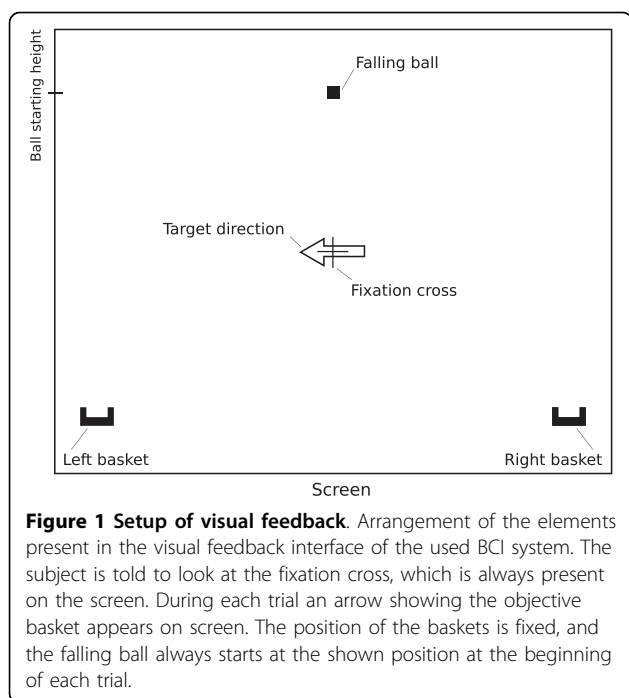 Ball starting height
Falling ball
Target direction
Fixation cross
Left basket
Right basket
Screen
Figure 1 Setup of visual feedback. Arrangement of the elements
present in the visual feedback interface of the used BCI system. The
subject is told to look at the fixation cross, which is always present
on the screen. During each trial an arrow showing the objective
basket appears on screen. The position of the baskets is fixed, and
the falling ball always starts at the shown position at the beginning
of each trial.